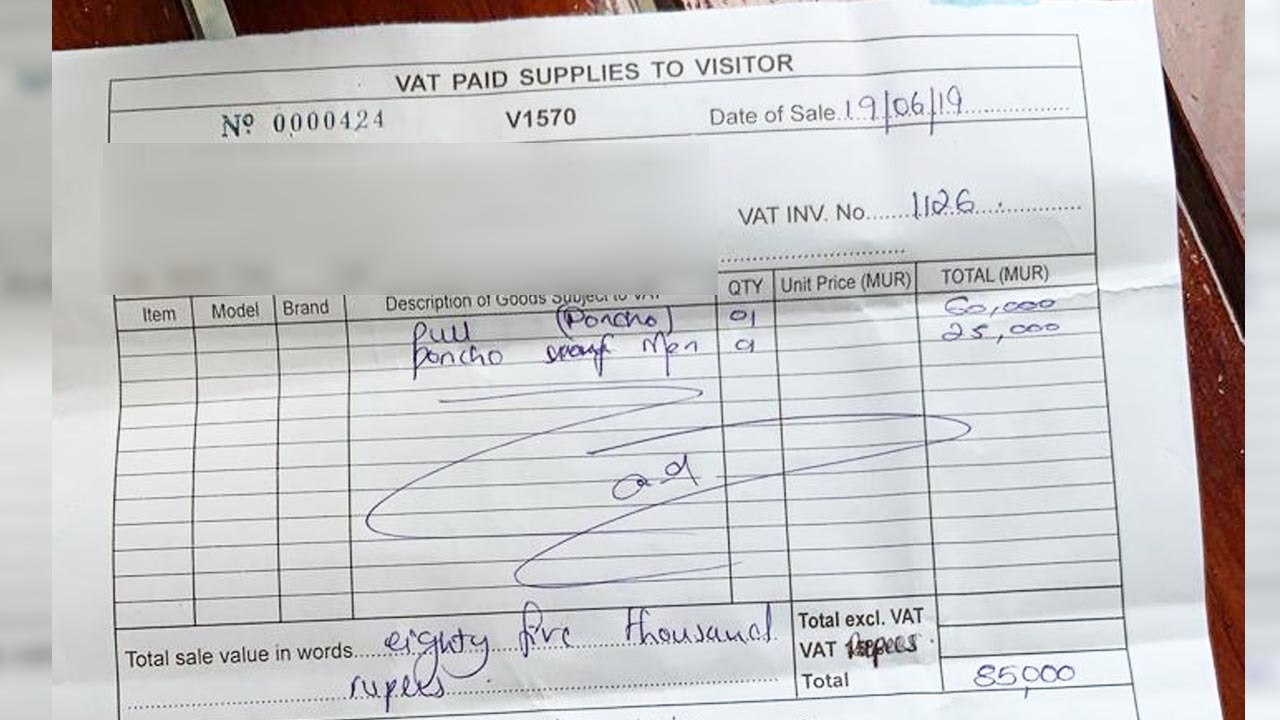 VAT PAID SUPPLIES TO VISITOR
Nº 0000424 V1570 Date of Sale 19/06/19
VAT INV. No. 1126
Item Model Brand Description of Goods Subject to VAT QTY Unit Price (MUR) TOTAL (MUR)
pull (Poncho) 01 60,000
poncho Men 9 25,000
Total sale value in words eighty five thousand
rupees
Total excl. VAT
VAT Rupees
Total 85,000